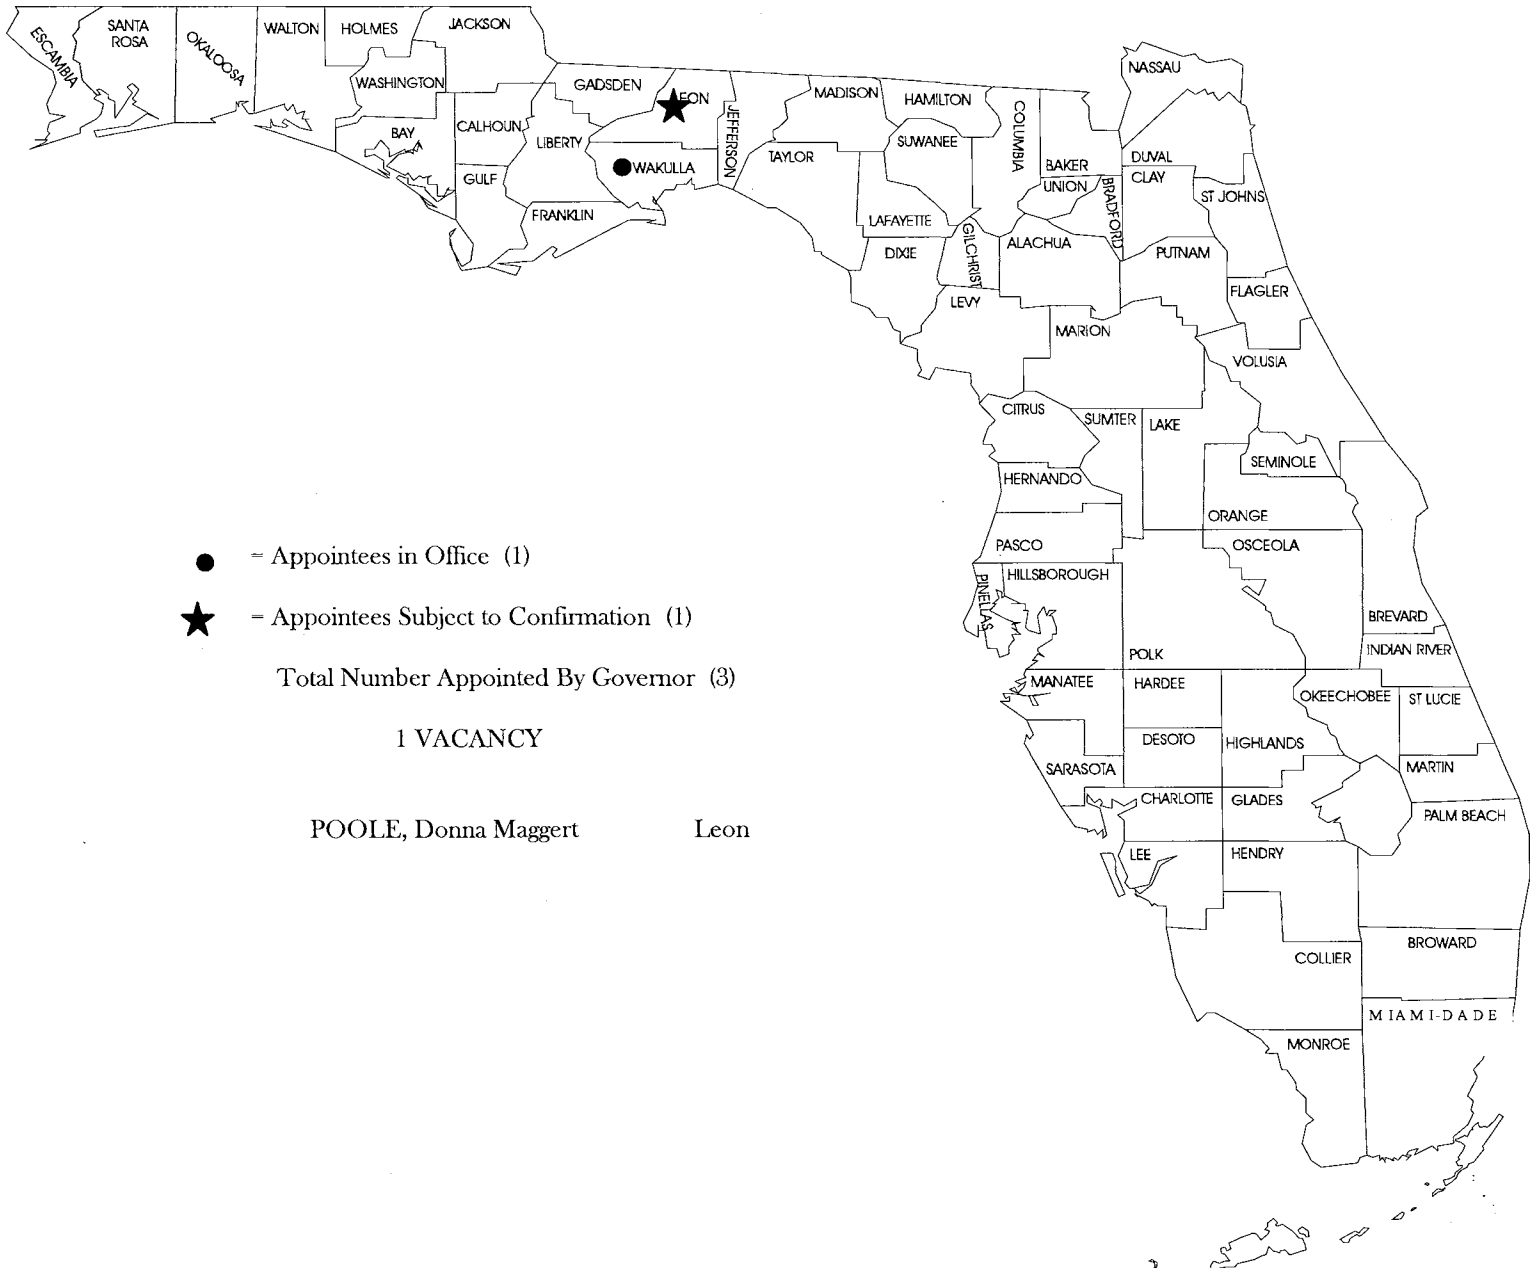 ESCAMBIA
SANTA
ROSA
OKALOOSA
WALTON
HOLMES
JACKSON
WASHINGTON
BAY
CALHOUN
GULF
LIBERTY
GADSDEN
FRANKLIN
EON
WAKULLA
JEFFERSON
MADISON
TAYLOR
HAMILTON
SUWANEE
LAFAYETTE
DIXIE
COLUMBIA
GILCHRIST
BAKER
UNION
BRADFORD
ALACHUA
LEVY
NASSAU
DUVAL
CLAY
ST JOHNS
PUTNAM
FLAGLER
MARION
VOLUSIA
CITRUS
SUMTER
LAKE
SEMINOLE
HERNANDO
ORANGE
PASCO
OSCEOLA
PINELLAS
HILLSBOROUGH
BREVARD
POLK
INDIAN RIVER
MANATEE
HARDEE
OKEECHOBEE
ST LUCIE
DESOTO
HIGHLANDS
SARASOTA
MARTIN
CHARLOTTE
GLADES
PALM BEACH
LEE
HENDRY
BROWARD
COLLIER
MIAMI-DADE
MONROE
= Appointees in Office (1)
= Appointees Subject to Confirmation (1)
Total Number Appointed By Governor (3)
1 VACANCY
POOLE, Donna Maggert Leon